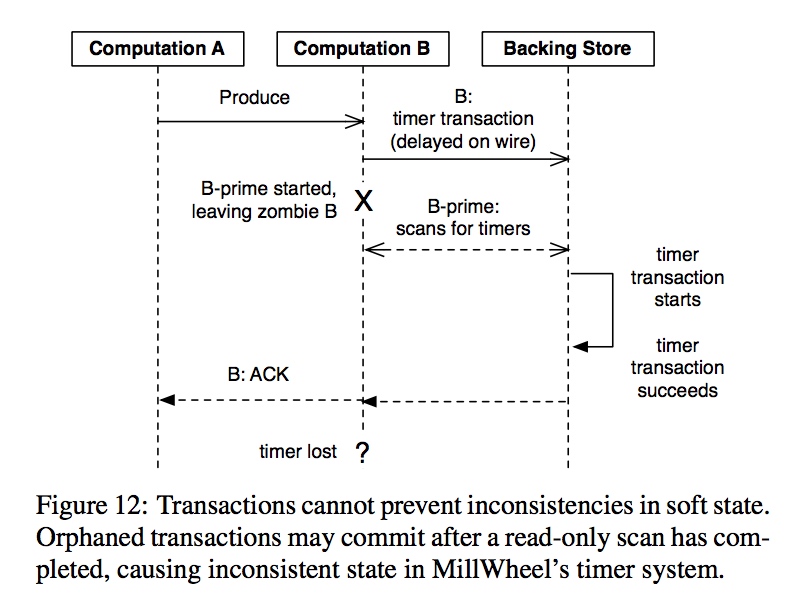 Computation A
Computation B
Backing Store
Produce
B:
timer transaction
(delayed on wire)
B-prime started,
leaving zombie B
X
B-prime:
scans for timers
timer
transaction
starts
timer
transaction
succeeds
B: ACK
timer lost
?
Figure 12: Transactions cannot prevent inconsistencies in soft state.
Orphaned transactions may commit after a read-only scan has com-
pleted, causing inconsistent state in MillWheel's timer system.